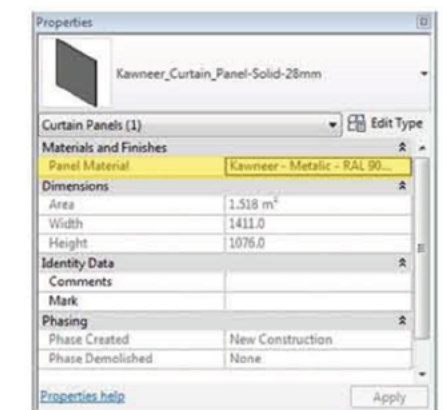 Properties
Kawneer_Curtain_Panel-Solid-28mm
Curtain Panels (1) Edit Type
Materials and Finishes
Panel Material Kawneer - Metalic - RAL 90...
Dimensions
Area 1.518 m²
Width 1411.0
Height 1076.0
Identity Data
Comments
Mark
Phasing
Phase Created New Construction
Phase Demolished None
Properties help Apply